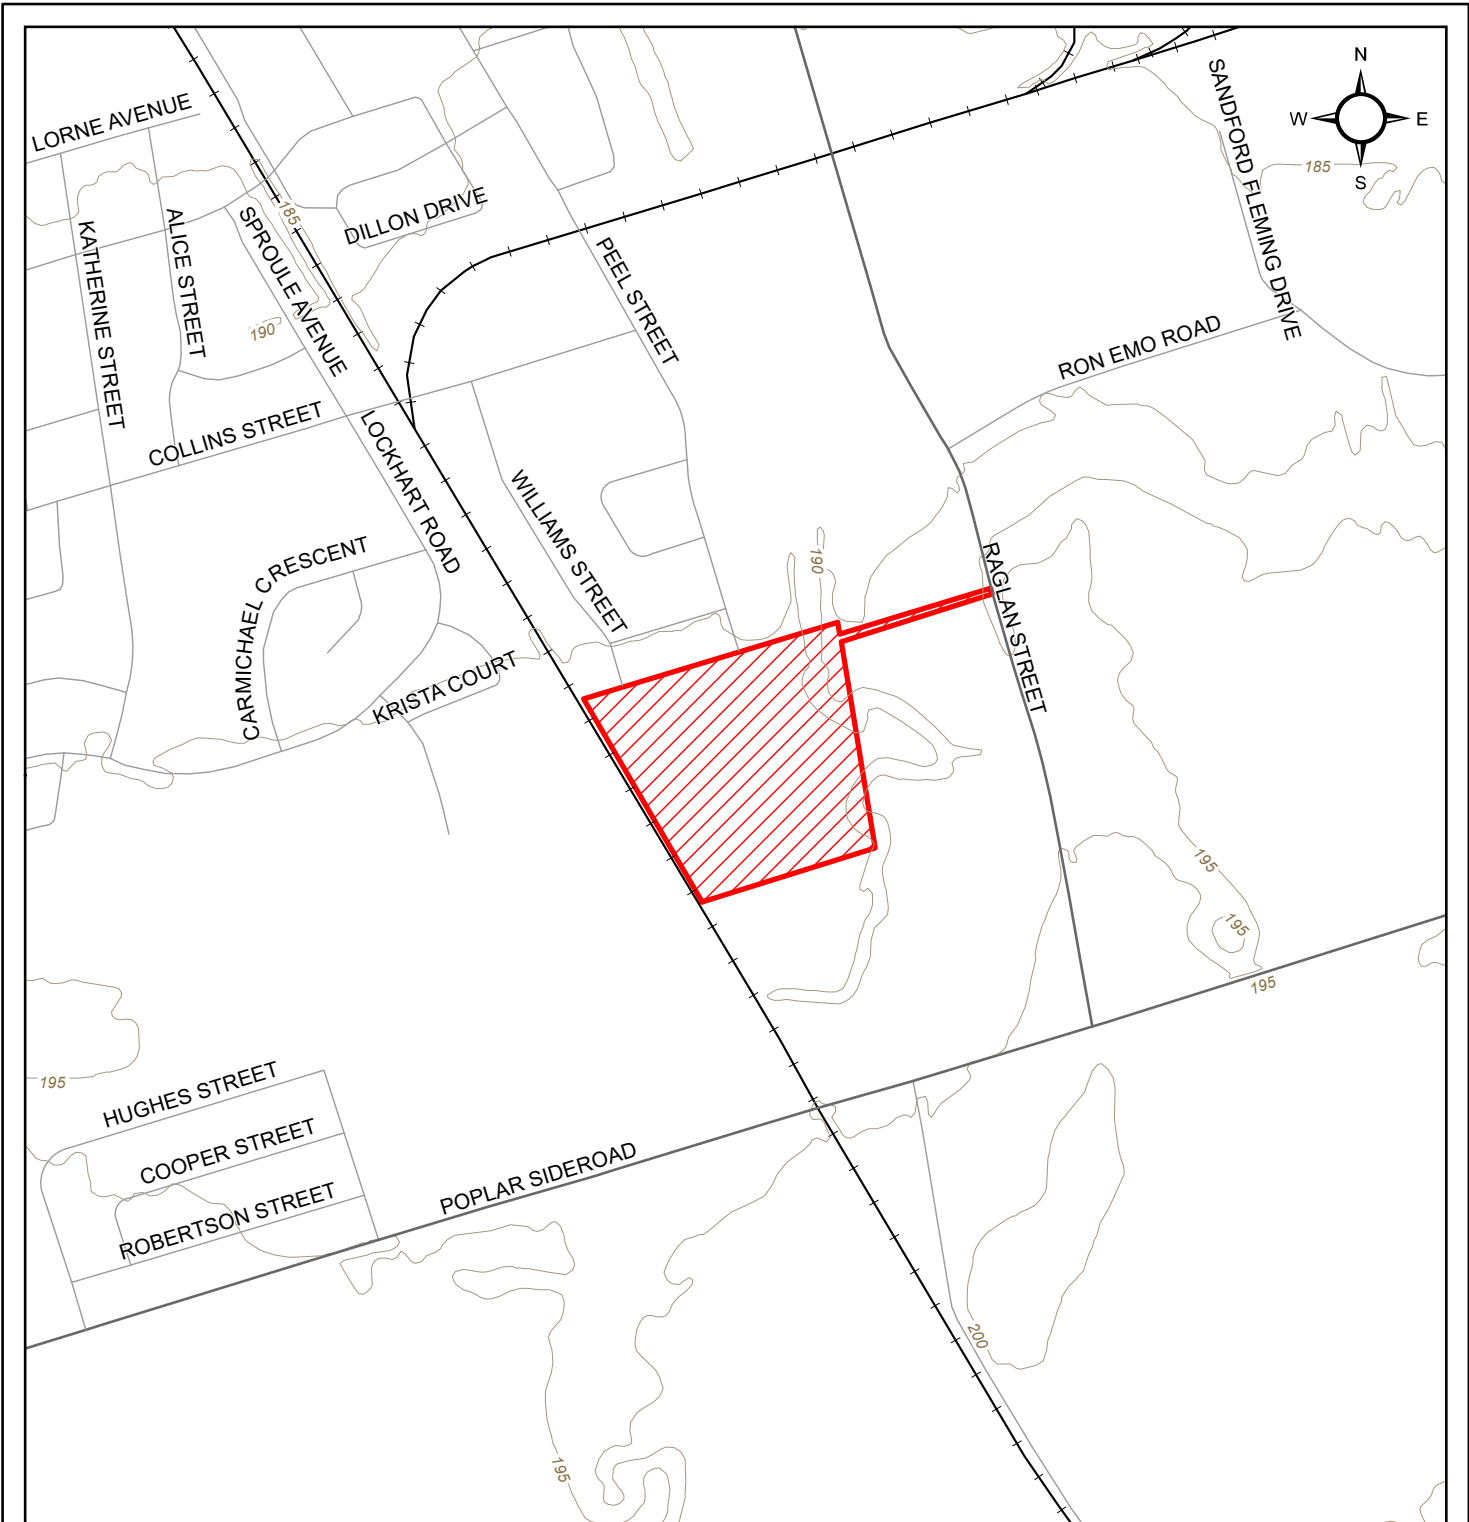 N
W
E
S
LORNE AVENUE
SANDFORD FLEMING DRIVE
185
KATHERINE STREET
ALICE STREET
SPROULE AVENUE
185
DILLON DRIVE
PEEL STREET
190
RON EMO ROAD
COLLINS STREET
LOCKHART ROAD
WILLIAMS STREET
CARMICHAEL CRESCENT
190
RAGLAN STREET
KRISTA COURT
195
195
195
195
HUGHES STREET
COOPER STREET
ROBERTSON STREET
POPLAR SIDEROAD
200
195